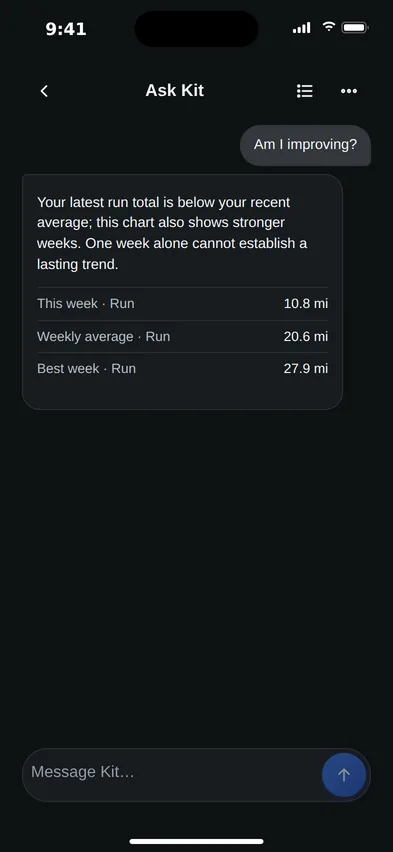 9:41
Ask Kit
Am I improving?
Your latest run total is below your recent
average; this chart also shows stronger
weeks. One week alone cannot establish a
lasting trend.
This week · Run 10.8 mi
Weekly average · Run 20.6 mi
Best week · Run 27.9 mi
Message Kit…